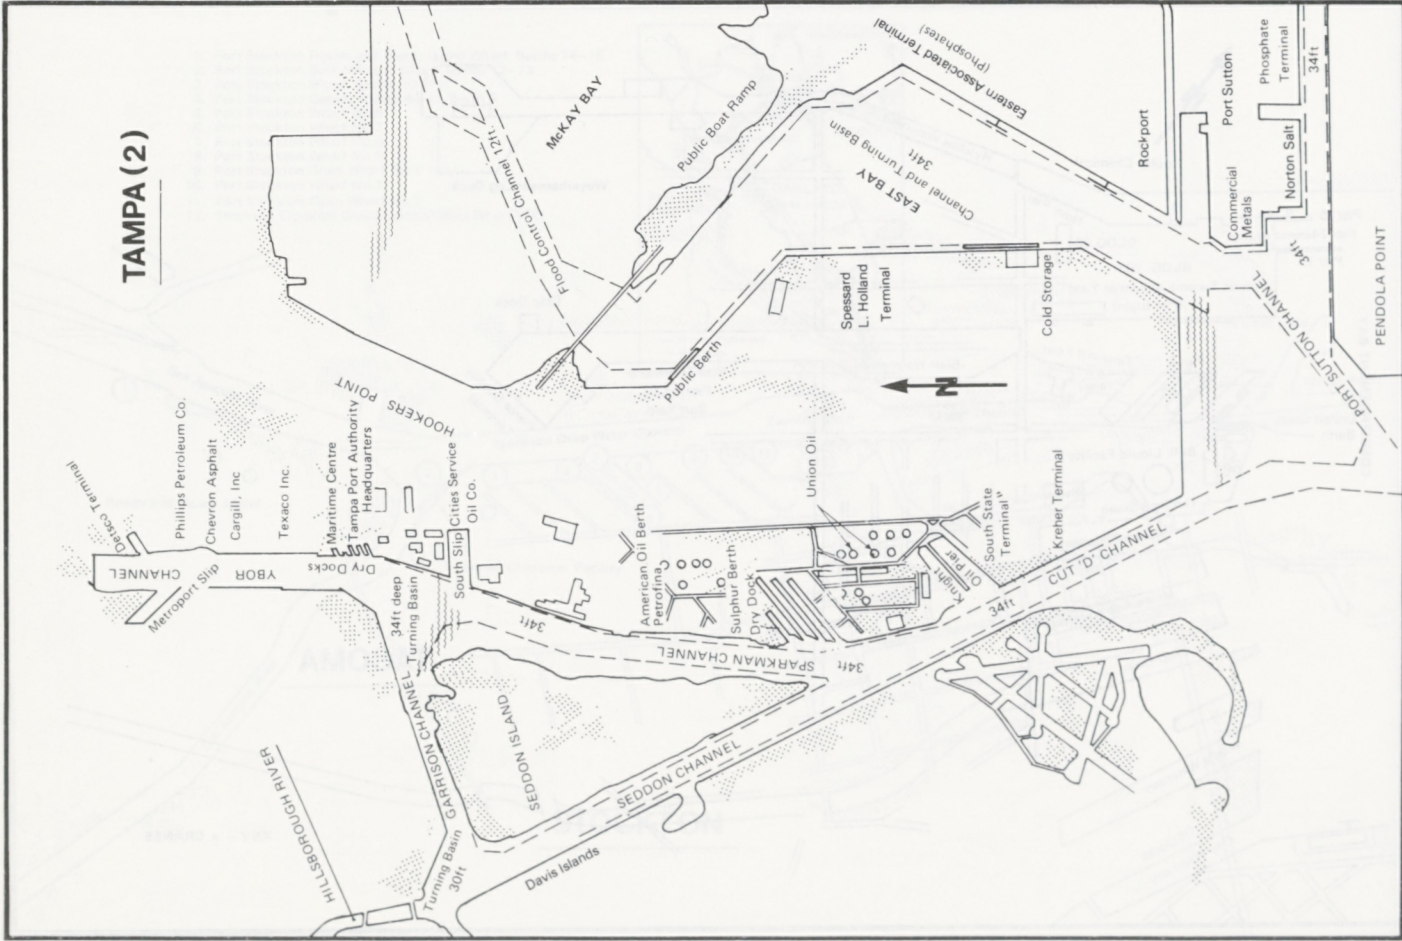 TAMPA (2)
Detsco Terminal
Phillips Petroleum Co.
Chevron Asphalt
Cargill, Inc
Texaco Inc.
Maritime Centre
Tampa Port Authority
Headquarters
Cities Service
Oil Co.
South Slip
Dry Docks
YBOR
CHANNEL
Metroport Slip
34ft deep
Turning Basin
GARRISON CHANNEL
Turning Basin
30ft
HILLSBOROUGH RIVER
Davis Islands
SEDDON ISLAND
SEDDON CHANNEL
SPARKMAN CHANNEL
34ft
34ft
HOOKERS POINT
Flood Control Channel 12ft.
McKAY BAY
Public Boat Ramp
Public Berth
Eastern Associated Terminal
(Phosphates)
Channel and Turning Basin
34ft
EAST BAY
Spessard
L. Holland
Terminal
Cold Storage
N
American Oil Berth
Petrofina
Sulphur Berth
Dry Dock
Union Oil
Knight
Oil Pier
South State
Terminal"
Kreher Terminal
34ft
CUT 'D' CHANNEL
Rockport
Port Sutton
Phosphate
Terminal
34ft
Commercial
Metals
Norton Salt
34ft.
PORT SUTTON CHANNEL
PENDOLA POINT